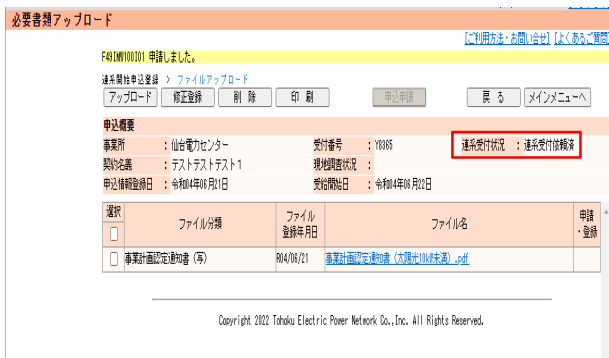 必要書類アップロード
[ご利用方法・お問い合せ] [よくあるご質問]
F49IMW100I01 申請しました。
連系開始申込登録 > ファイルアップロード
アップロード 修正登録 削 除 印 刷 申込申請 戻 る メインメニューへ
申込概要
事業所 : 仙台電力センター 受付番号 : Y8365 連系受付状況 : 連系受付依頼済
契約名義 : テストテストテスト1 現地調査状況 :
申込情報登録日 : 令和04年06月21日 受給開始日 : 令和04年06月22日
選択 ファイル分類 ファイル登録年月日 ファイル名 申請・登録
事業計画認定通知書(写) R04/06/21 事業計画認定通知書(太陽光10kW未満).pdf
Copyright 2022 Tohoku Electric Power Network Co.,Inc. All Rights Reserved.